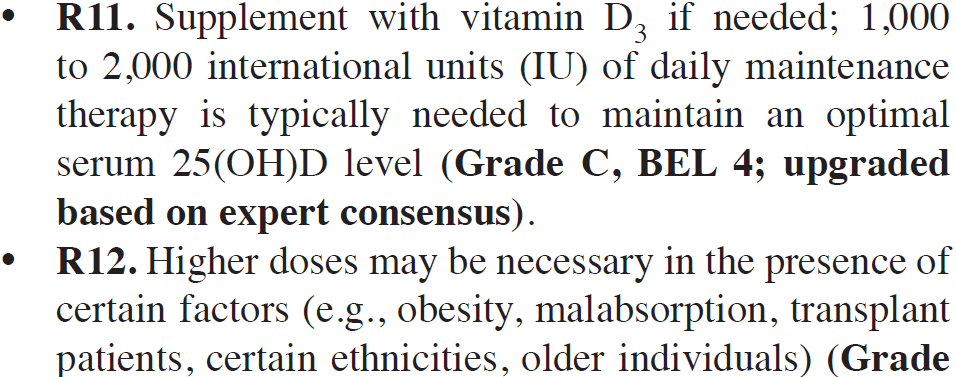 • R11. Supplement with vitamin D₃ if needed; 1,000
to 2,000 international units (IU) of daily maintenance
therapy is typically needed to maintain an optimal
serum 25(OH)D level (Grade C, BEL 4; upgraded
based on expert consensus).
• R12. Higher doses may be necessary in the presence of
certain factors (e.g., obesity, malabsorption, transplant
patients, certain ethnicities, older individuals) (Grade